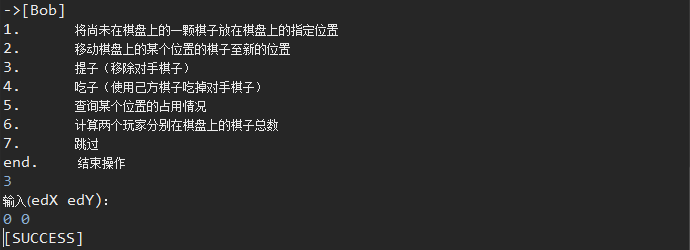 ->[Bob]
1. 将尚未在棋盘上的一颗棋子放在棋盘上的指定位置
2. 移动棋盘上的某个位置的棋子至新的位置
3. 提子（移除对手棋子）
4. 吃子（使用己方棋子吃掉对手棋子）
5. 查询某个位置的占用情况
6. 计算两个玩家分别在棋盘上的棋子总数
7. 跳过
end. 结束操作
3
输入(edX edY):
0 0
[SUCCESS]